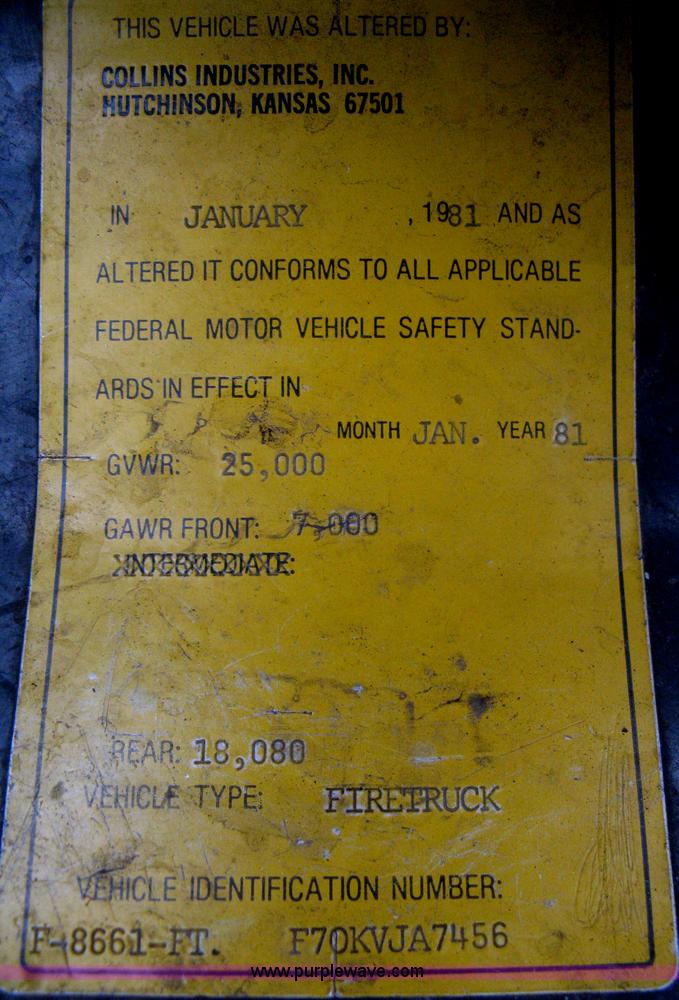 THIS VEHICLE WAS ALTERED BY:
COLLINS INDUSTRIES, INC.
HUTCHINSON, KANSAS 67501
IN JANUARY , 1981 AND AS
ALTERED IT CONFORMS TO ALL APPLICABLE
FEDERAL MOTOR VEHICLE SAFETY STAND-
ARDS IN EFFECT IN
MONTH JAN. YEAR 81
GVWR: 25,000
GAWR FRONT: 7,000
INTERMEDIATE:
REAR: 18,080
VEHICLE TYPE: FIRETRUCK
VEHICLE IDENTIFICATION NUMBER:
F-8661-FT. F70KVJA7456
www.purplewave.com